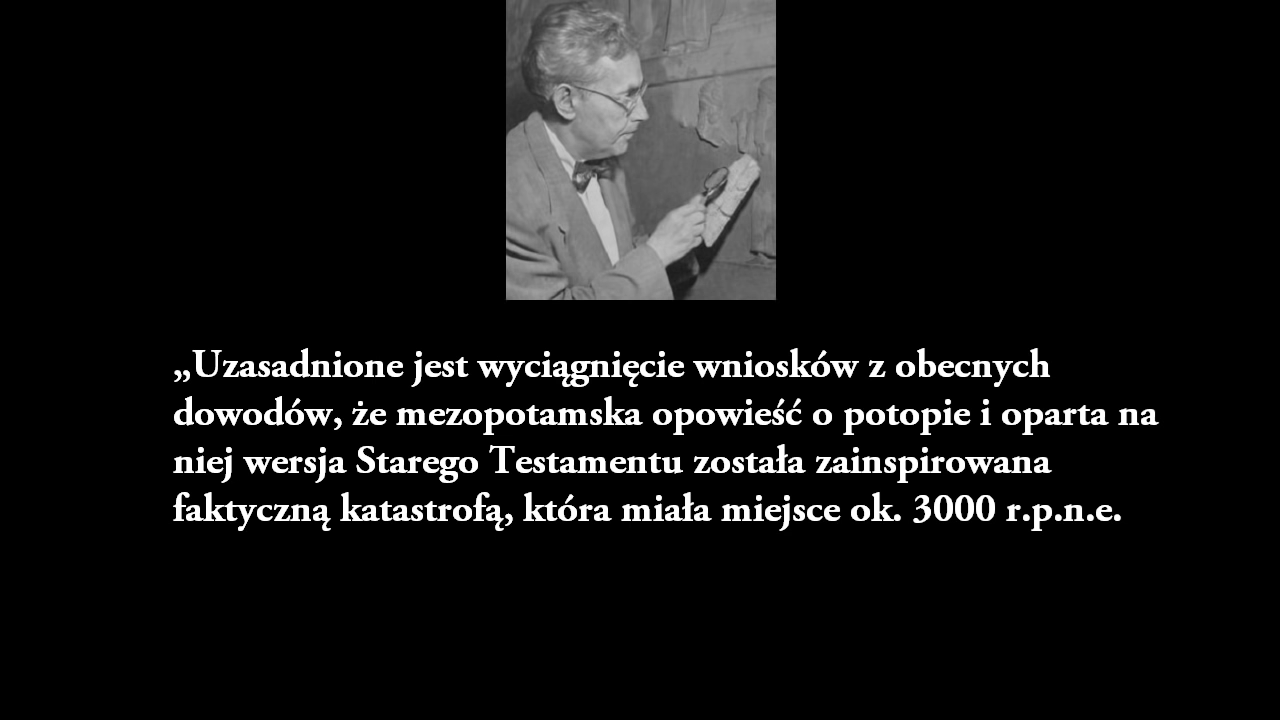 „Uzasadnione jest wyciągnięcie wniosków z obecnych
dowodów, że mezopotamska opowieść o potopie i oparta na
niej wersja Starego Testamentu została zainspirowana
faktyczną katastrofą, która miała miejsce ok. 3000 r.p.n.e.